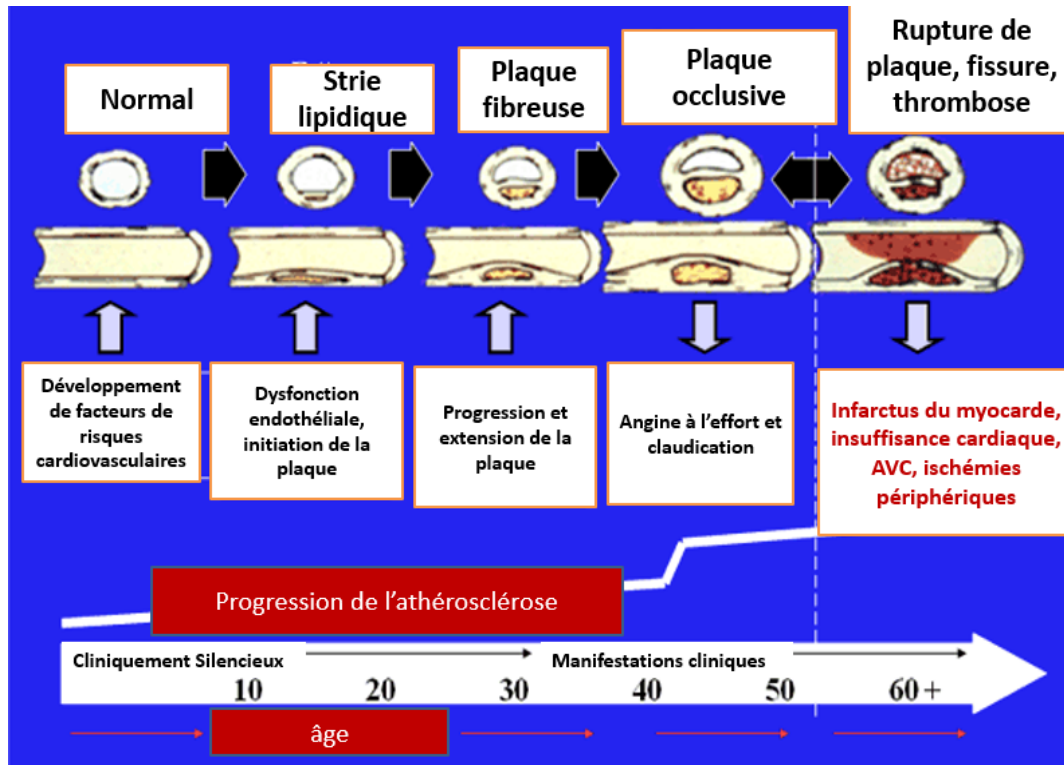 Normal
Strie
lipidique
Plaque
fibreuse
Plaque
occlusive
Rupture de
plaque, fissure,
thrombose
Développement
de facteurs de
risques
cardiovasculaires
Dysfonction
endothéliale,
initiation de la
plaque
Progression et
extension de la
plaque
Angine à l’effort et
claudication
Infarctus du myocarde,
insuffisance cardiaque,
AVC, ischémies
périphériques
Progression de l’athérosclérose
Cliniquement Silencieux
Manifestations cliniques
10 20 30 40 50 60 +
âge